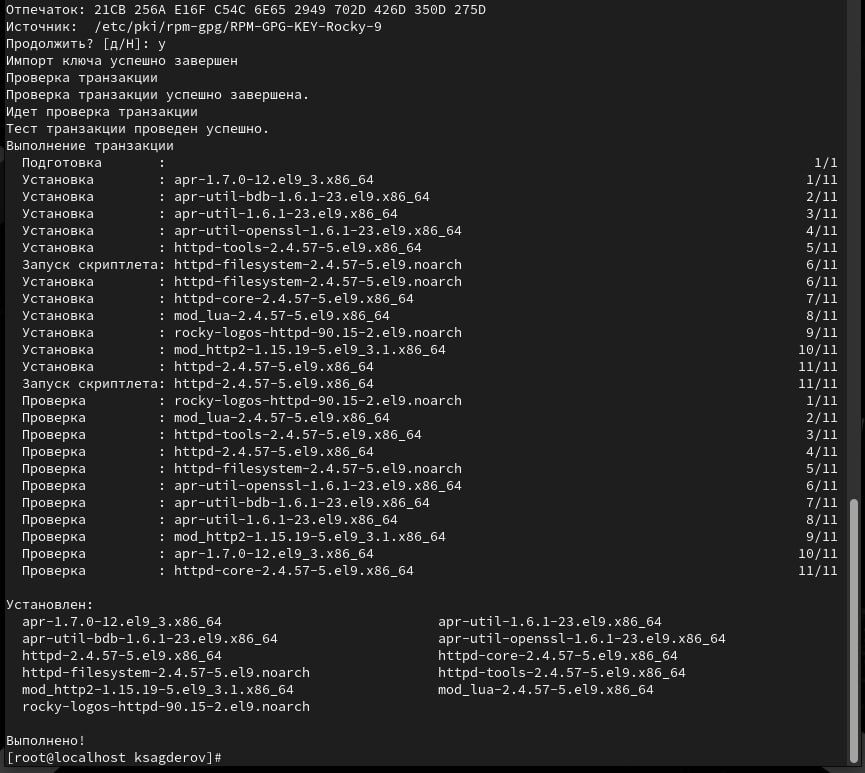 Отпечаток: 21CB 256A E16F C54C 6E65 2949 702D 426D 350D 275D
Источник:  /etc/pki/rpm-gpg/RPM-GPG-KEY-Rocky-9
Продолжить? [д/Н]: y
Импорт ключа успешно завершен
Проверка транзакции
Проверка транзакции успешно завершена.
Идет проверка транзакции
Тест транзакции проведен успешно.
Выполнение транзакции
  Подготовка       :                                                                                 1/1
  Установка        : apr-1.7.0-12.el9_3.x86_64                                                      1/11
  Установка        : apr-util-bdb-1.6.1-23.el9.x86_64                                               2/11
  Установка        : apr-util-1.6.1-23.el9.x86_64                                                   3/11
  Установка        : apr-util-openssl-1.6.1-23.el9.x86_64                                           4/11
  Установка        : httpd-tools-2.4.57-5.el9.x86_64                                                5/11
  Запуск скриптлета: httpd-filesystem-2.4.57-5.el9.noarch                                           6/11
  Установка        : httpd-filesystem-2.4.57-5.el9.noarch                                           6/11
  Установка        : httpd-core-2.4.57-5.el9.x86_64                                                 7/11
  Установка        : mod_lua-2.4.57-5.el9.x86_64                                                    8/11
  Установка        : rocky-logos-httpd-90.15-2.el9.noarch                                           9/11
  Установка        : mod_http2-1.15.19-5.el9_3.1.x86_64                                            10/11
  Установка        : httpd-2.4.57-5.el9.x86_64                                                     11/11
  Запуск скриптлета: httpd-2.4.57-5.el9.x86_64                                                     11/11
  Проверка         : rocky-logos-httpd-90.15-2.el9.noarch                                           1/11
  Проверка         : mod_lua-2.4.57-5.el9.x86_64                                                    2/11
  Проверка         : httpd-tools-2.4.57-5.el9.x86_64                                                3/11
  Проверка         : httpd-2.4.57-5.el9.x86_64                                                      4/11
  Проверка         : httpd-filesystem-2.4.57-5.el9.noarch                                           5/11
  Проверка         : apr-util-openssl-1.6.1-23.el9.x86_64                                           6/11
  Проверка         : apr-util-bdb-1.6.1-23.el9.x86_64                                               7/11
  Проверка         : apr-util-1.6.1-23.el9.x86_64                                                   8/11
  Проверка         : mod_http2-1.15.19-5.el9_3.1.x86_64                                             9/11
  Проверка         : apr-1.7.0-12.el9_3.x86_64                                                     10/11
  Проверка         : httpd-core-2.4.57-5.el9.x86_64                                                11/11

Установлен:
  apr-1.7.0-12.el9_3.x86_64                           apr-util-1.6.1-23.el9.x86_64
  apr-util-bdb-1.6.1-23.el9.x86_64                    apr-util-openssl-1.6.1-23.el9.x86_64
  httpd-2.4.57-5.el9.x86_64                           httpd-core-2.4.57-5.el9.x86_64
  httpd-filesystem-2.4.57-5.el9.noarch                httpd-tools-2.4.57-5.el9.x86_64
  mod_http2-1.15.19-5.el9_3.1.x86_64                  mod_lua-2.4.57-5.el9.x86_64
  rocky-logos-httpd-90.15-2.el9.noarch

Выполнено!
[root@localhost ksagderov]#